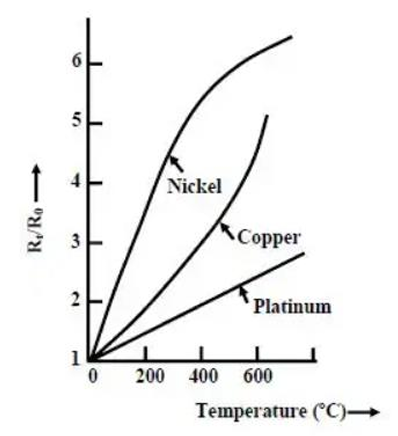 6
5
Nickel
4
Rt/R0
3
Copper
2
Platinum
1
0 200 400 600
Temperature (°C)